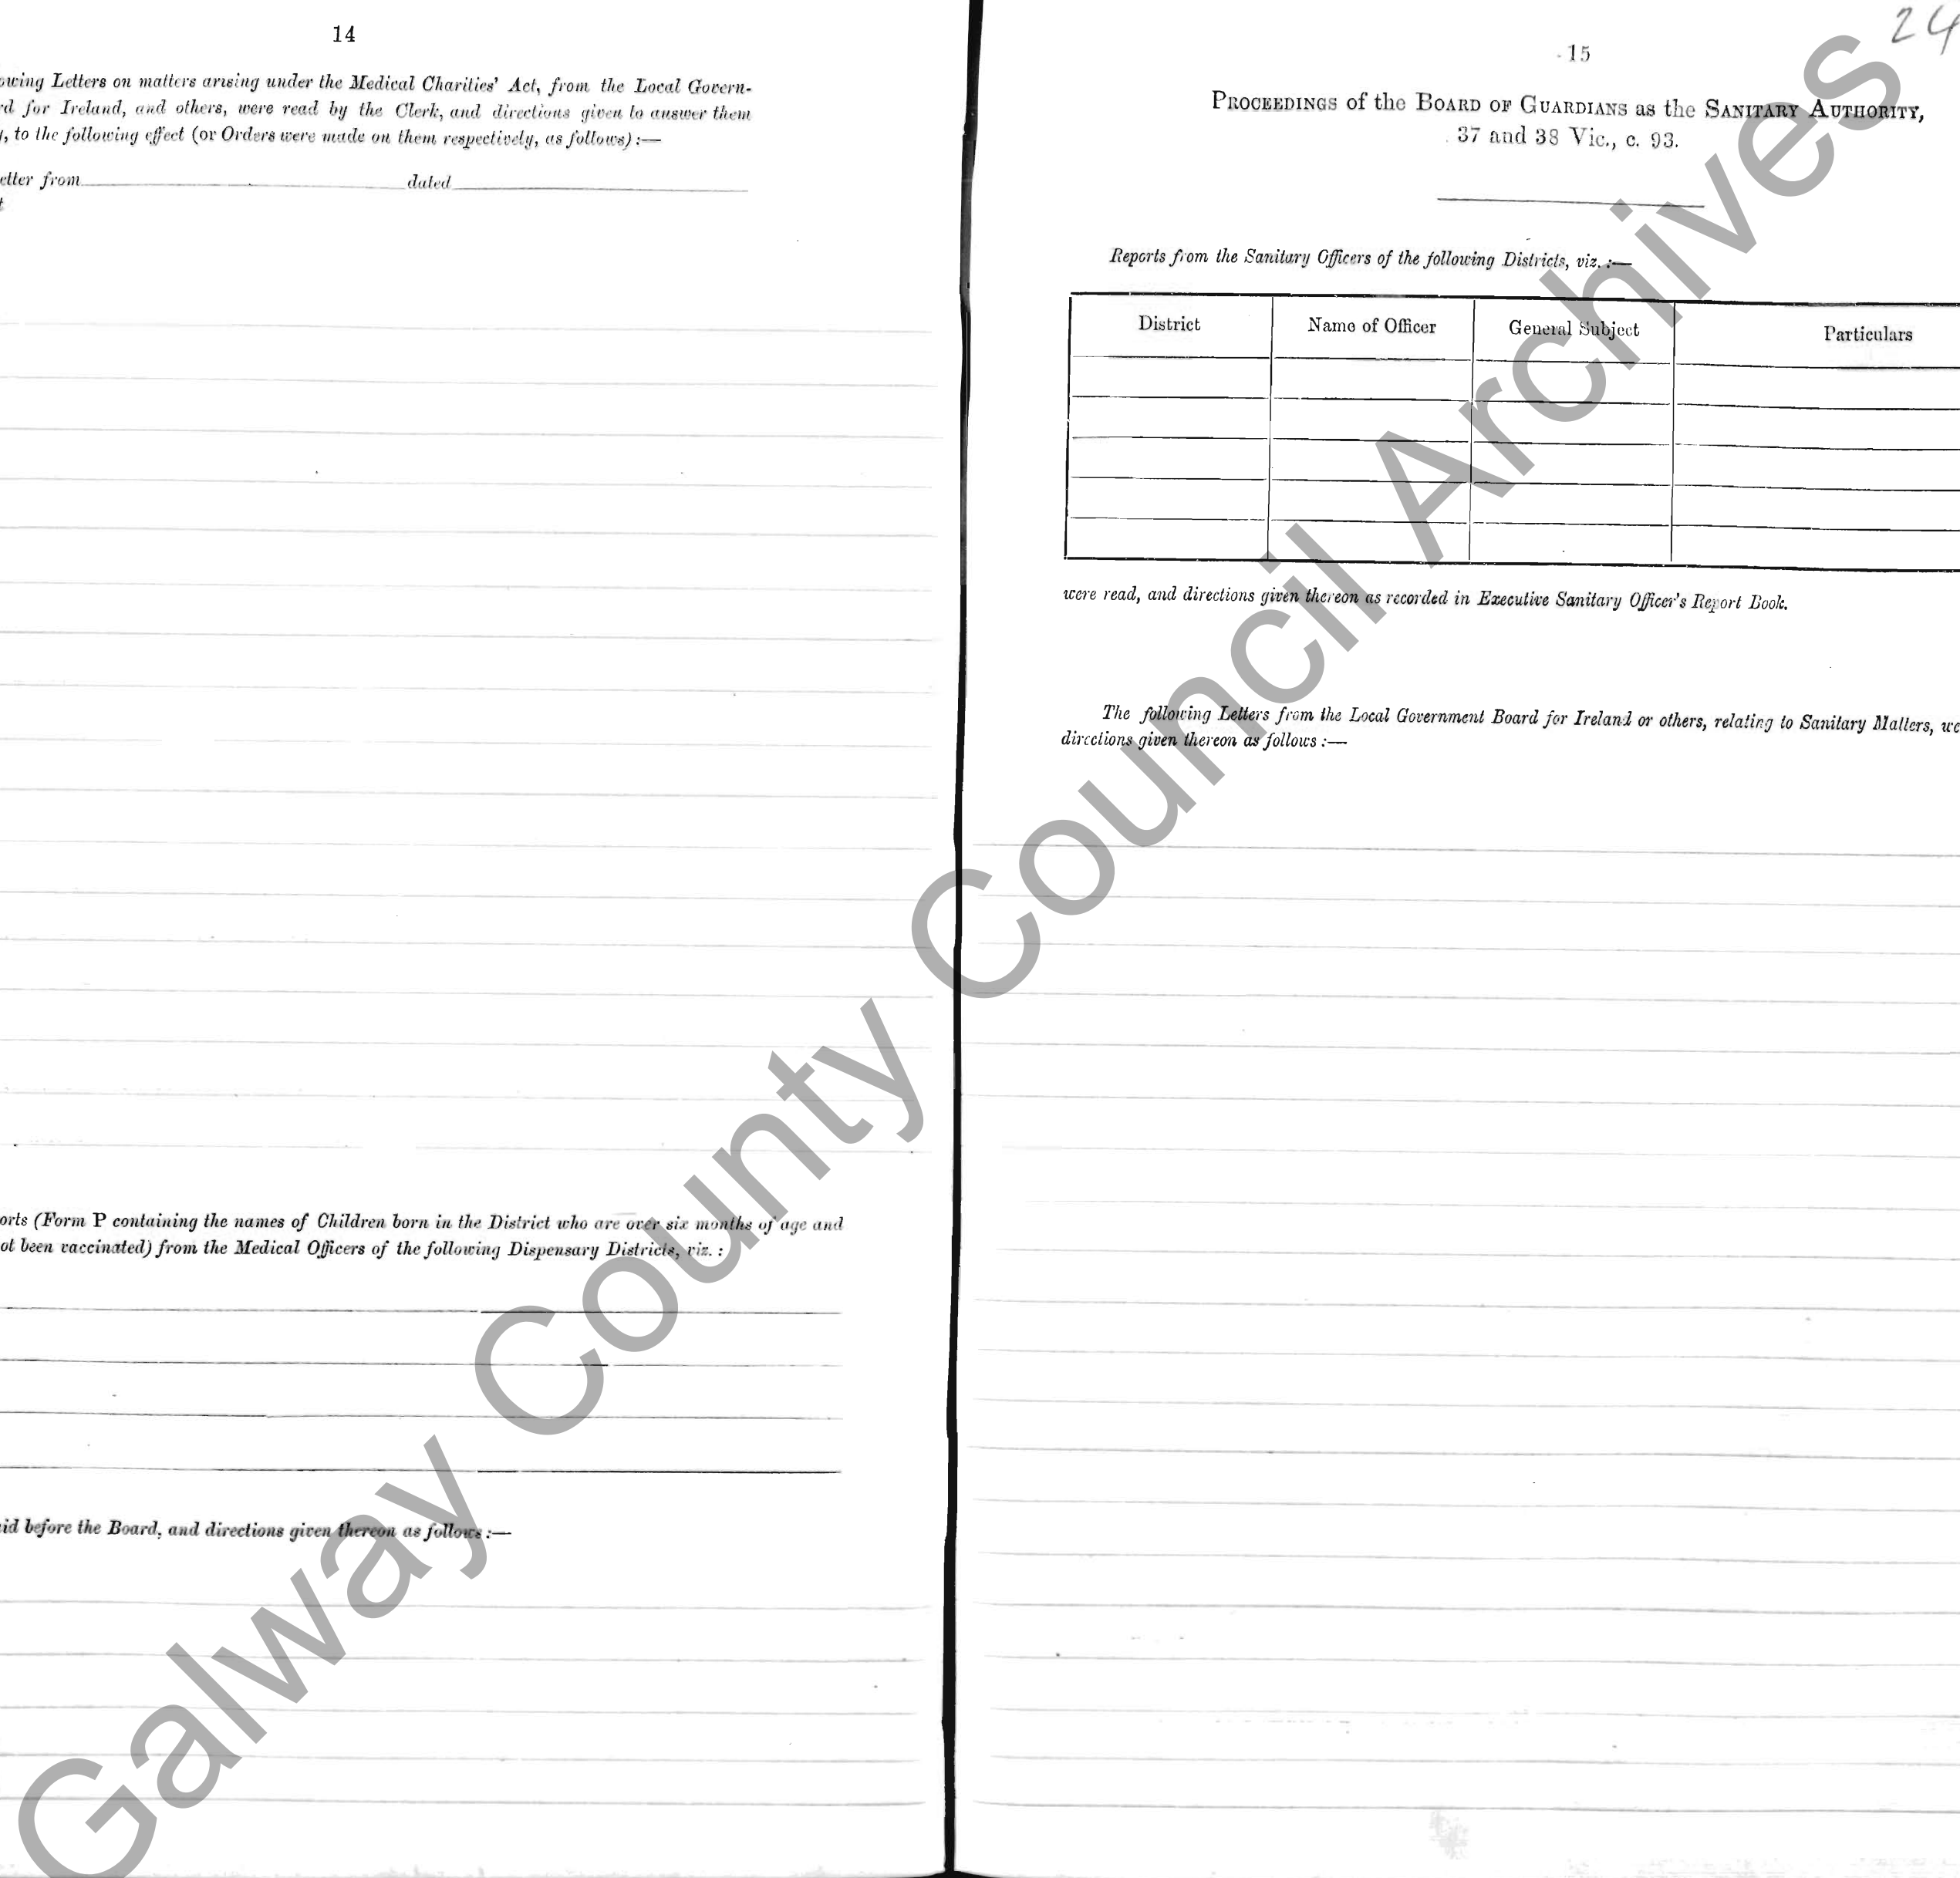 14
owing Letters on matters arising under the Medical Charities' Act, from the Local Govern-
rd for Ireland, and others, were read by the Clerk, and directions given to answer them
, to the following effect (or Orders were made on them respectively, as follows) :—
etter from dated
t
orts (Form P containing the names of Children born in the District who are over six months of age and
ot been vaccinated) from the Medical Officers of the following Dispensary Districts, viz. :
id before the Board, and directions given thereon as follows :—
24
15
PROCEEDINGS of the BOARD OF GUARDIANS as the SANITARY AUTHORITY,
37 and 38 Vic., c. 93.
Reports from the Sanitary Officers of the following Districts, viz. :—
District Name of Officer General Subject Particulars
were read, and directions given thereon as recorded in Executive Sanitary Officer's Report Book.
The following Letters from the Local Government Board for Ireland or others, relating to Sanitary Matters, we
directions given thereon as follows :—
Galway County Council Archives